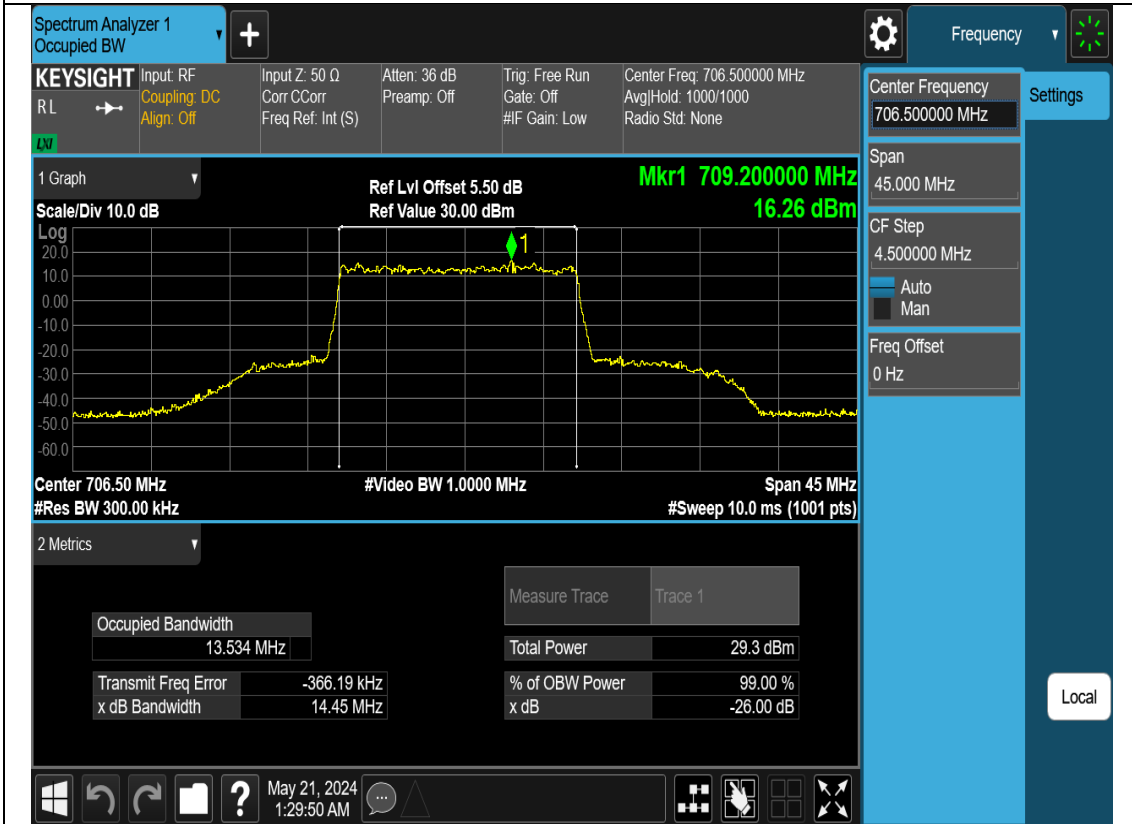 Spectrum Analyzer 1
Occupied BW
Frequency
KEYSIGHT
R L
LXI
Input: RF
Coupling: DC
Align: Off
Input Z: 50 Ω
Corr CCorr
Freq Ref: Int (S)
Atten: 36 dB
Preamp: Off
Trig: Free Run
Gate: Off
#IF Gain: Low
Center Freq: 706.500000 MHz
Avg|Hold: 1000/1000
Radio Std: None
Center Frequency
706.500000 MHz
Settings
Span
45.000 MHz
CF Step
4.500000 MHz
Auto
Man
Freq Offset
0 Hz
Local
1 Graph
Scale/Div 10.0 dB
Ref Lvl Offset 5.50 dB
Ref Value 30.00 dBm
Mkr1 709.200000 MHz
16.26 dBm
Log
1
20.0
10.0
0.00
-10.0
-20.0
-30.0
-40.0
-50.0
-60.0
Center 706.50 MHz
#Video BW 1.0000 MHz
Span 45 MHz
#Res BW 300.00 kHz
#Sweep 10.0 ms (1001 pts)
2 Metrics
Measure Trace Trace 1
Occupied Bandwidth
13.534 MHz
Total Power 29.3 dBm
Transmit Freq Error -366.19 kHz
% of OBW Power 99.00 %
x dB Bandwidth 14.45 MHz
x dB -26.00 dB
?
May 21, 2024
1:29:50 AM